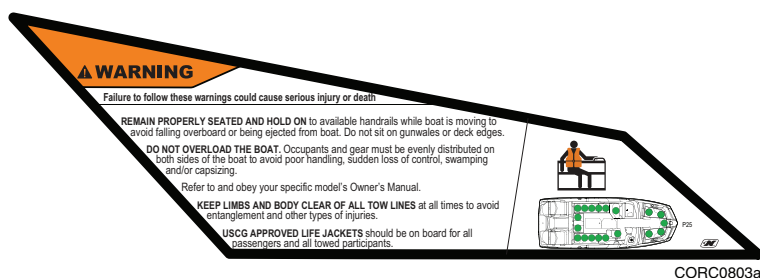 WARNING
Failure to follow these warnings could cause serious injury or death
REMAIN PROPERLY SEATED AND HOLD ON to available handrails while boat is moving to
avoid falling overboard or being ejected from boat. Do not sit on gunwales or deck edges.
DO NOT OVERLOAD THE BOAT. Occupants and gear must be evenly distributed on
both sides of the boat to avoid poor handling, sudden loss of control, swamping
and/or capsizing.
Refer to and obey your specific model's Owner's Manual.
KEEP LIMBS AND BODY CLEAR OF ALL TOW LINES at all times to avoid
entanglement and other types of injuries.
USCG APPROVED LIFE JACKETS should be on board for all
passengers and all towed participants.
P25
CORC0803a